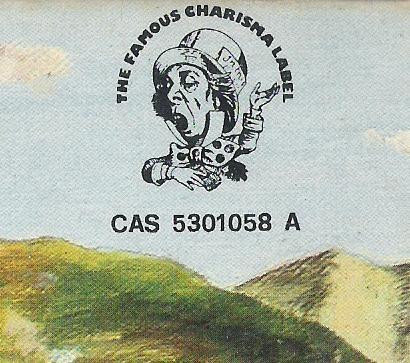 THE FAMOUS CHARISMA LABEL
CAS 5301058 A